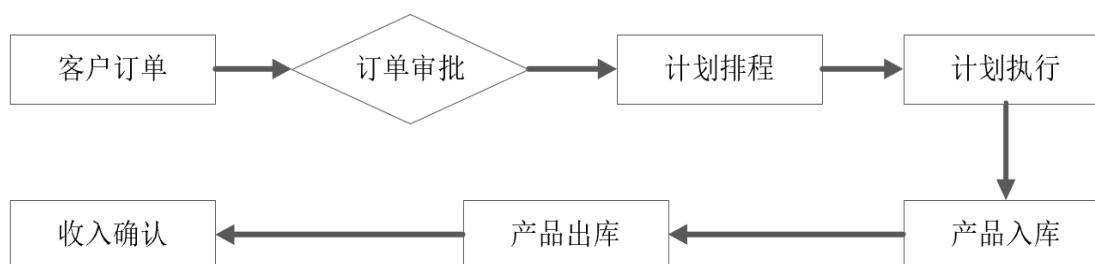 客户订单
订单审批
计划排程
计划执行
产品入库
产品出库
收入确认